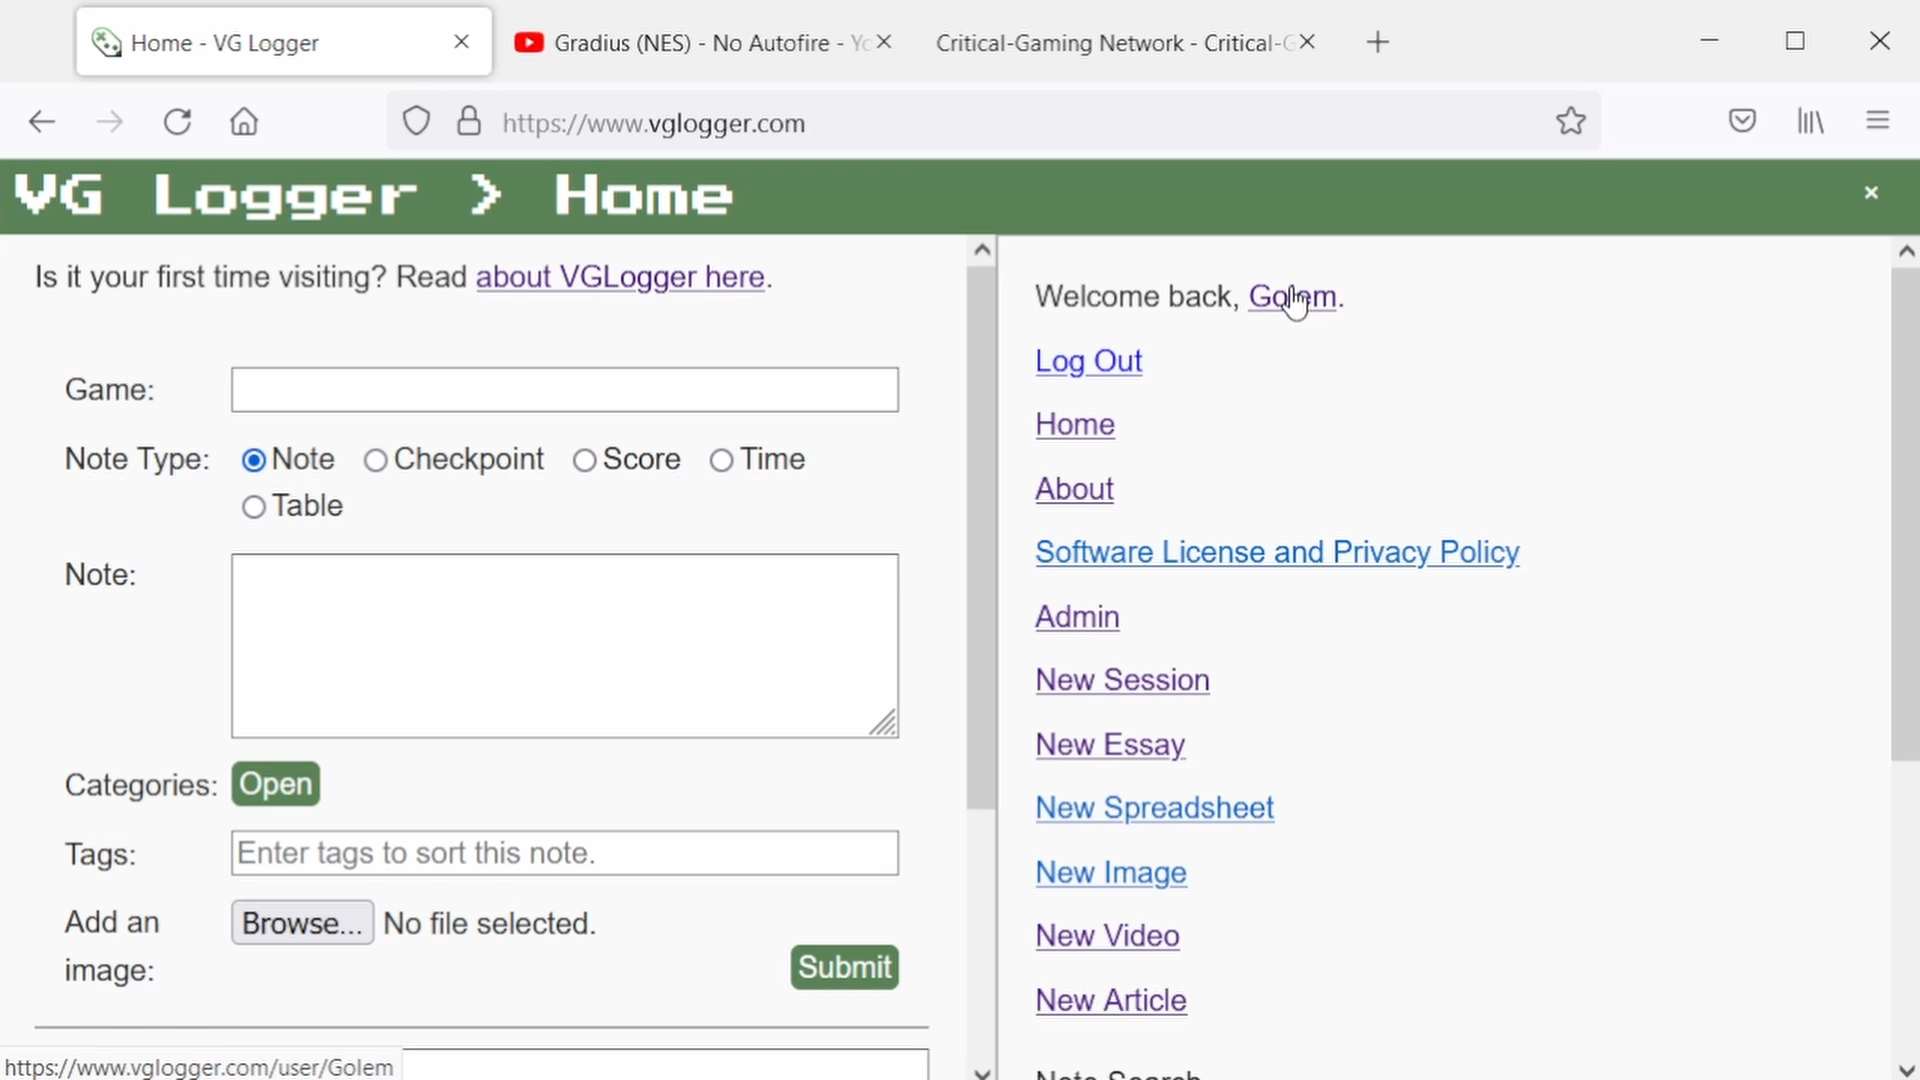 Home - VG Logger
Gradius (NES) - No Autofire - Yo
Critical-Gaming Network - Critical-G
https://www.vglogger.com
VG Logger > Home
Is it your first time visiting? Read about VGLogger here.
Game:
Note Type: Note Checkpoint Score Time
Table
Note:
Categories: Open
Tags: Enter tags to sort this note.
Add an image: Browse... No file selected.
Submit
https://www.vglogger.com/user/Golem
Welcome back, Golem.
Log Out
Home
About
Software License and Privacy Policy
Admin
New Session
New Essay
New Spreadsheet
New Image
New Video
New Article
Note Search